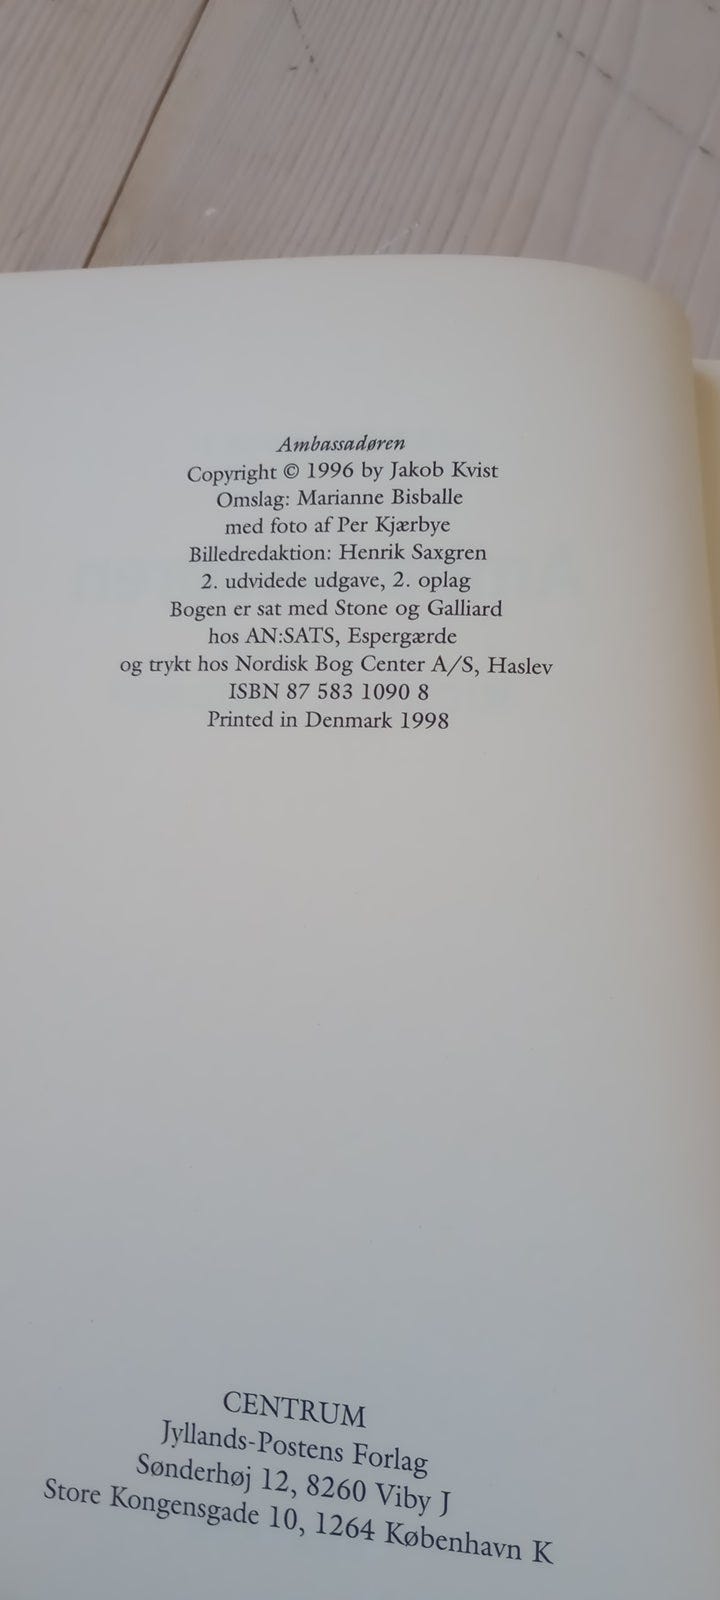 Ambassadøren
Copyright © 1996 by Jakob Kvist
Omslag: Marianne Bisballe
med foto af Per Kjærbye
Billedredaktion: Henrik Saxgren
2. udvidede udgave, 2. oplag
Bogen er sat med Stone og Galliard
hos AN:SATS, Espergærde
og trykt hos Nordisk Bog Center A/S, Haslev
ISBN 87 583 1090 8
Printed in Denmark 1998
CENTRUM
Jyllands-Postens Forlag
Sønderhøj 12, 8260 Viby J
Store Kongensgade 10, 1264 København K